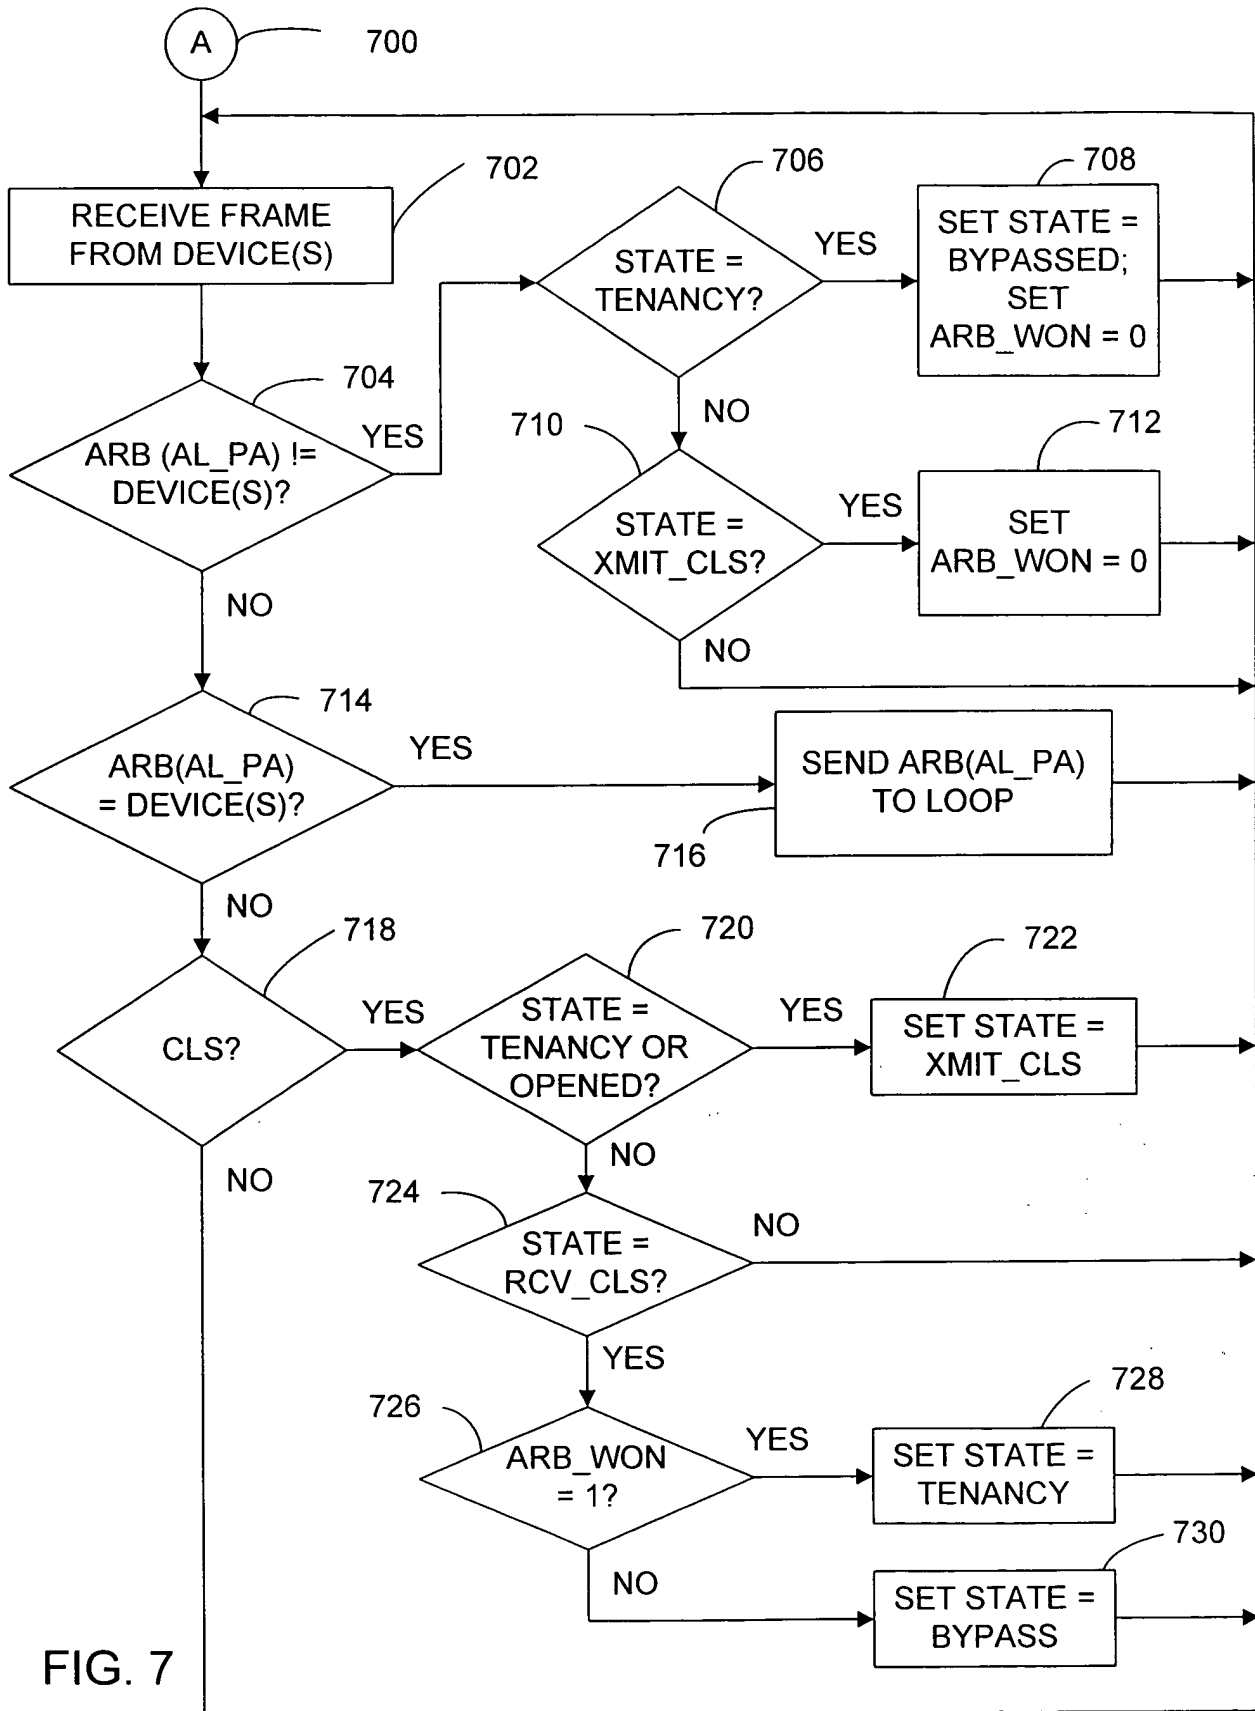 A
700
702
RECEIVE FRAME
FROM DEVICE(S)
706
STATE =
TENANCY?
YES
708
SET STATE =
BYPASSED;
SET
ARB_WON = 0
704
ARB (AL_PA) !=
DEVICE(S)?
YES
NO
710
STATE =
XMIT_CLS?
YES
712
SET
ARB_WON = 0
NO
NO
714
ARB(AL_PA)
= DEVICE(S)?
YES
SEND ARB(AL_PA)
TO LOOP
716
NO
718
CLS?
YES
720
STATE =
TENANCY OR
OPENED?
YES
722
SET STATE =
XMIT_CLS
NO
NO
724
STATE =
RCV_CLS?
NO
YES
726
ARB_WON
= 1?
YES
728
SET STATE =
TENANCY
NO
730
SET STATE =
BYPASS
FIG. 7